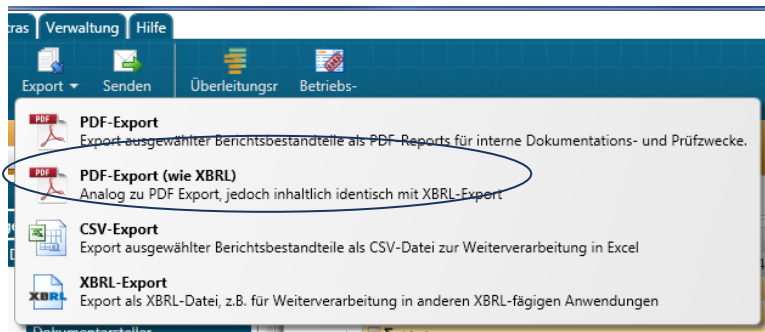 tras Verwaltung Hilfe
Export Senden Überleitungsr Betriebs-
PDF PDF-Export
Export ausgewählter Berichtsbestandteile als PDF-Reports für interne Dokumentations- und Prüfzwecke.
PDF PDF-Export (wie XBRL)
Analog zu PDF Export, jedoch inhaltlich identisch mit XBRL-Export
CSV-Export
Export ausgewählter Berichtsbestandteile als CSV-Datei zur Weiterverarbeitung in Excel
XBRL XBRL-Export
Export als XBRL-Datei, z.B. für Weiterverarbeitung in anderen XBRL-fägigen Anwendungen
Dokumentersteller